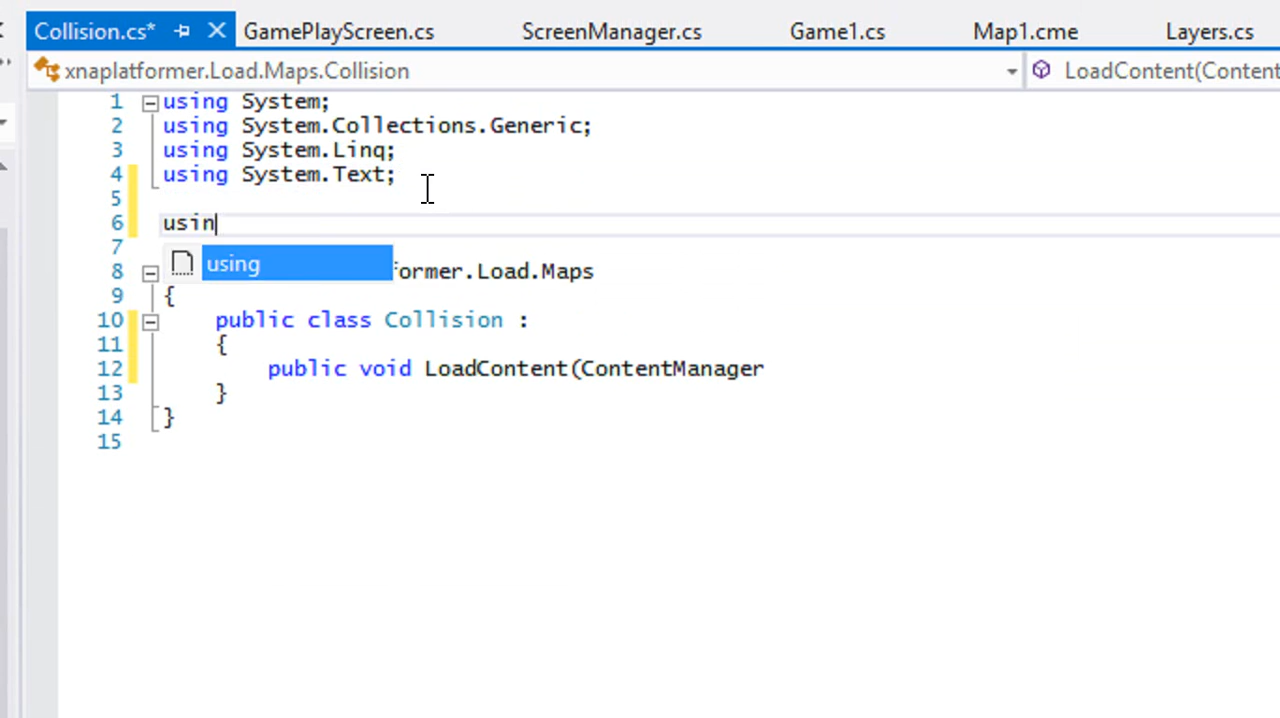 Collision.cs* GamePlayScreen.cs ScreenManager.cs Game1.cs Map1.cme Layers.cs
xnaplatformer.Load.Maps.Collision LoadContent(Content
1 using System;
2 using System.Collections.Generic;
3 using System.Linq;
4 using System.Text;
5
6 usin
7
using
8 former.Load.Maps
9 {
10 public class Collision :
11 {
12 public void LoadContent(ContentManager
13 }
14 }
15